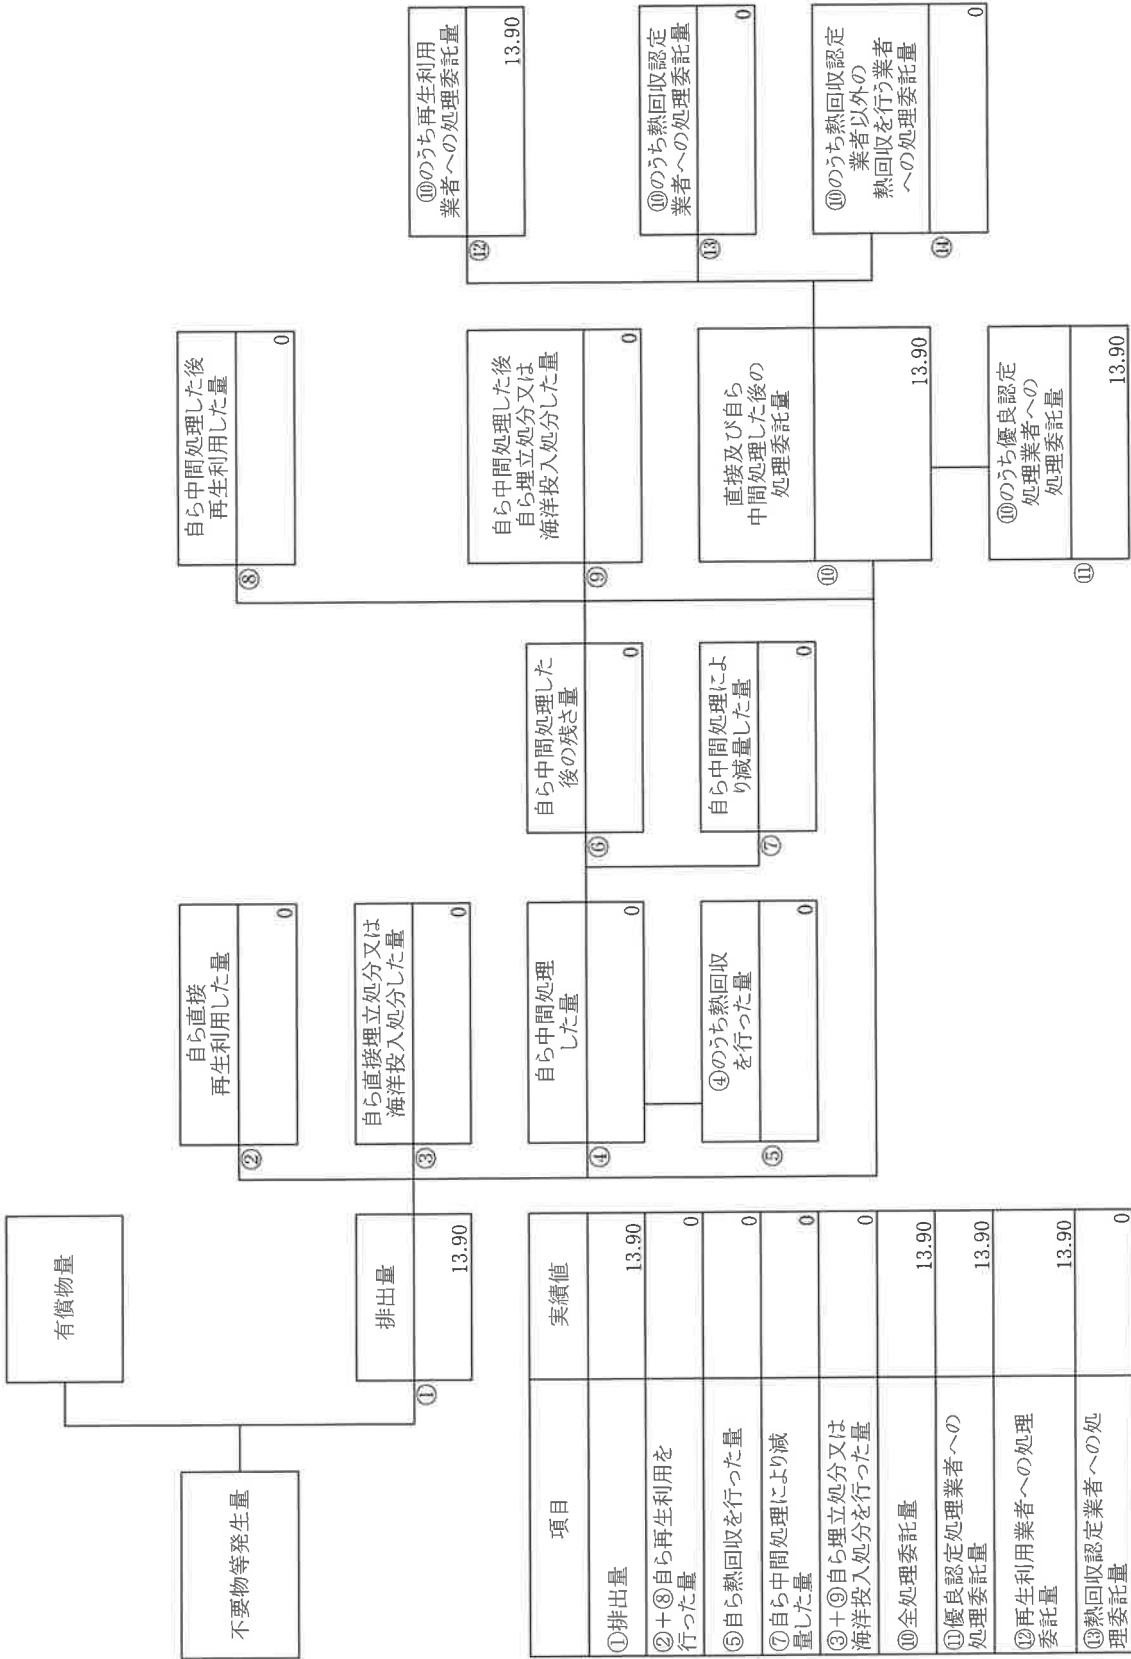 不要物等発生量
有償物量
排出量
①
13.90
自ら直接
再生利用した量
②
0
自ら直接埋立処分又は
海洋投入処分した量
③
0
自ら中間処理
した量
④
0
④のうち熱回収
を行った量
⑤
0
自ら中間処理した
後の残さ量
⑥
0
自ら中間処理によ
り減量した量
⑦
0
自ら中間処理した後
再生利用した量
⑧
0
自ら中間処理した後
自ら埋立処分又は
海洋投入処分した量
⑨
0
直接及び自ら
中間処理した後の
処理委託量
⑩
13.90
⑩のうち優良認定
処理業者への
処理委託量
⑪
13.90
⑩のうち再生利用
業者への処理委託量
⑫
13.90
⑩のうち熱回収認定
業者への処理委託量
⑬
0
⑩のうち熱回収認定
業者以外の
熱回収を行う業者
への処理委託量
⑭
0
項目 実績値
①排出量 13.90
②+⑧自ら再生利用を
行った量 0
⑤自ら熱回収を行った量 0
⑦自ら中間処理により減
量した量 0
③+⑨自ら埋立処分又は
海洋投入処分を行った量 0
⑩全処理委託量 13.90
⑪優良認定処理業者への
処理委託量 13.90
⑫再生利用業者への処理
委託量 13.90
⑬熱回収認定業者への処
理委託量 0